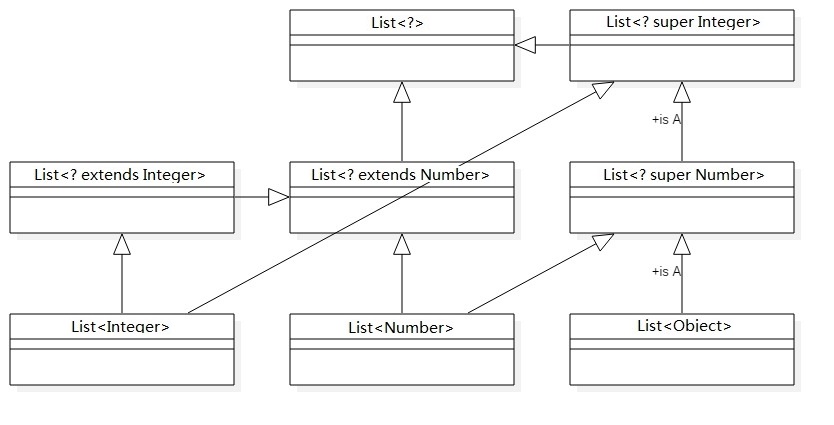 List<?>
List<? super Integer>
+is A
List<? extends Integer>
List<? extends Number>
List<? super Number>
+is A
List<Integer>
List<Number>
List<Object>